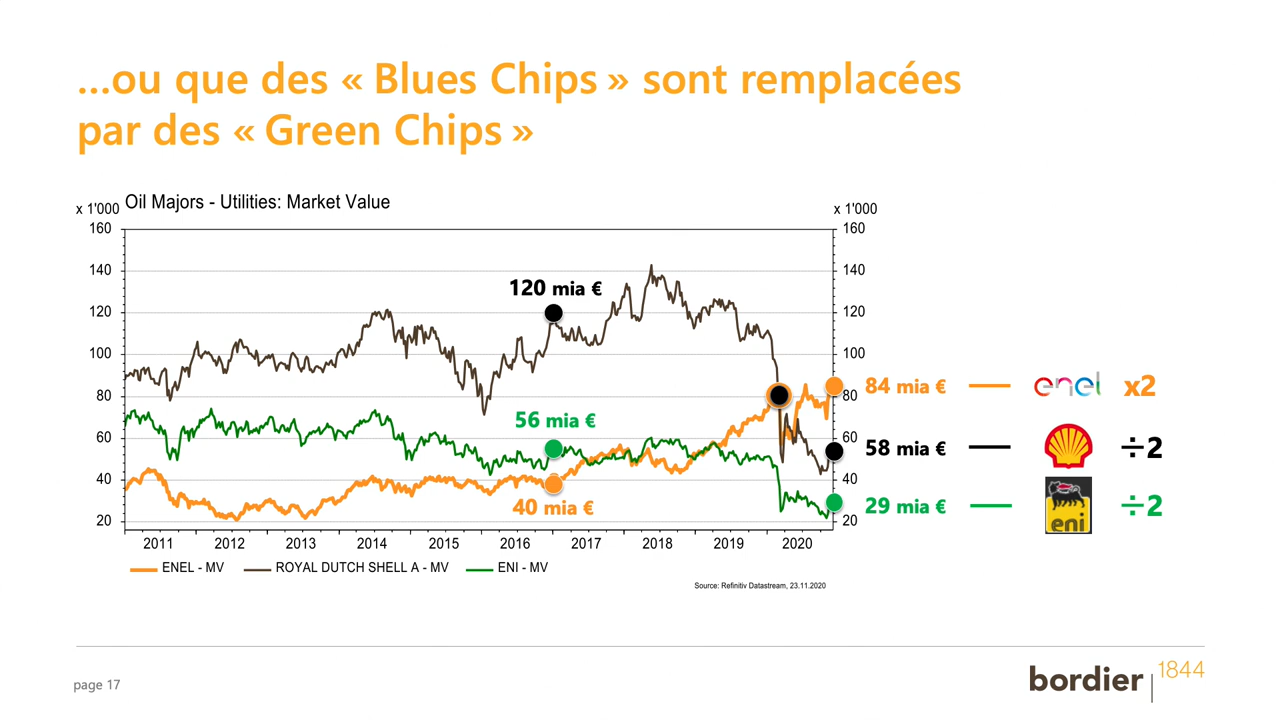 ...ou que des « Blues Chips » sont remplacées
par des « Green Chips »
x 1'000 Oil Majors - Utilities: Market Value x 1'000
160 160
140 140
120 mia €
120 120
100 100
84 mia € enel x2
80 80
56 mia €
60 60
58 mia € ÷2
40 40
40 mia €
29 mia € eni ÷2
20 20
2011 2012 2013 2014 2015 2016 2017 2018 2019 2020
ENEL - MV ROYAL DUTCH SHELL A - MV ENI - MV
Source: Refinitiv Datastream, 23.11.2020
page 17
bordier 1844